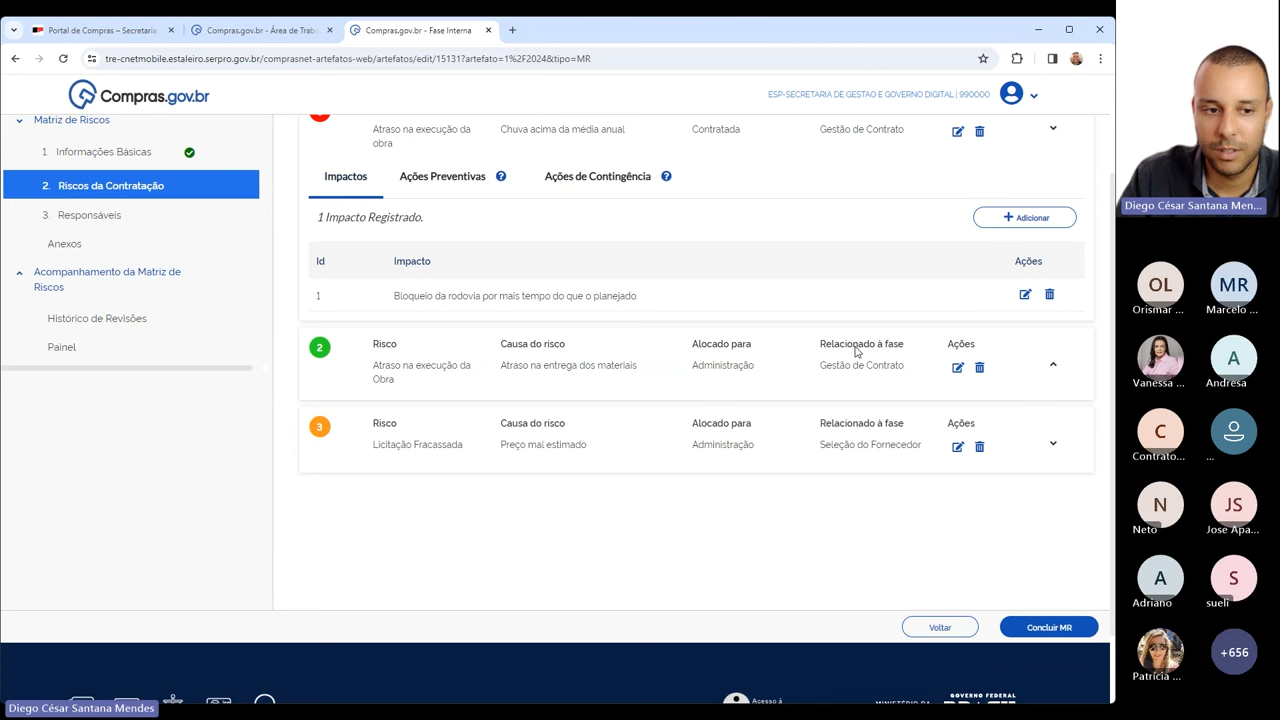 Portal de Compras – Secretaria
Compras.gov.br - Área de Trab
Compras.gov.br - Fase Interna
tre-cnetmobile.estaleiro.serpro.gov.br/comprasnet-artefatos-web/artefatos/edit/15131?artefato=1%2F2024&tipo=MR
Compras.gov.br
ESP-SECRETARIA DE GESTAO E GOVERNO DIGITAL | 990000
Matriz de Riscos
1. Informações Básicas
2. Riscos da Contratação
3. Responsáveis
Anexos
Acompanhamento da Matriz de
Riscos
Histórico de Revisões
Painel
Atraso na execução da
obra
Chuva acima da média anual
Contratada
Gestão de Contrato
Impactos
Ações Preventivas ?
Ações de Contingência ?
1 Impacto Registrado.
+ Adicionar
Id Impacto Ações
1 Bloqueio da rodovia por mais tempo do que o planejado.
2
Risco Causa do risco Alocado para Relacionado à fase Ações
Atraso na execução da
Obra
Atraso na entrega dos materiais
Administração
Gestão de Contrato
3
Risco Causa do risco Alocado para Relacionado à fase Ações
Licitação Fracassada Preço mal estimado Administração Seleção do Fornecedor
Voltar
Concluir MR
Acesso à
GOVERNO FEDERAL
Diego César Santana Mendes
Diego César Santana Men...
OL
Orismar ...
MR
Marcelo ...
Vanessa ...
A
Andresa
C
Contrato...
...
N
Neto
JS
Jose Apa...
A
Adriano
S
sueli
Patrícia ...
+656